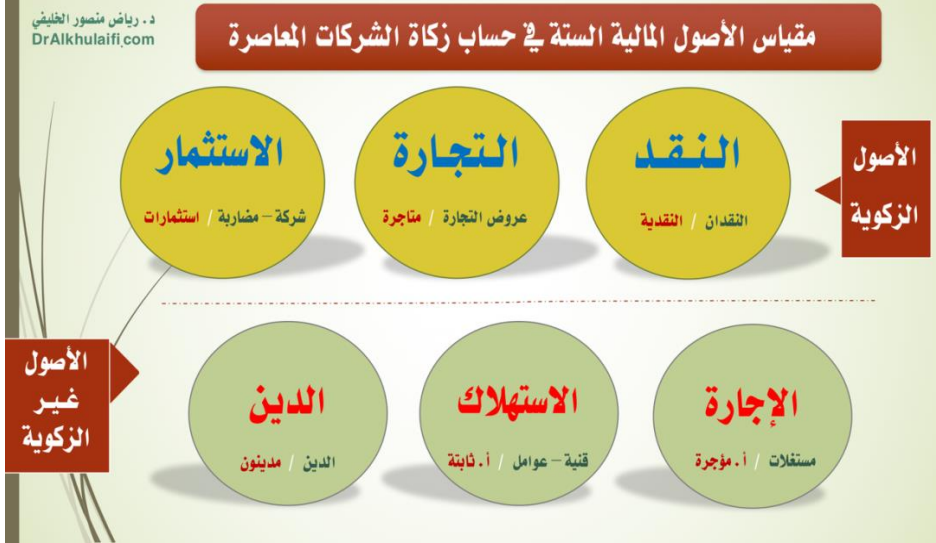 د. رياض منصور الخليفي
DrAlkhulaifi.com
مقياس الأصول المالية الستة في حساب زكاة الشركات المعاصرة
الأصول
الزكوية
النقد
النقدان / النقدية
التجارة
عروض التجارة / متاجرة
الاستثمار
شركة – مضاربة / استثمارات
الأصول
غير
الزكوية
الإجارة
مستغلات / أ. مؤجرة
الاستهلاك
قنية – عوامل / أ. ثابتة
الدين
الدين / مدينون